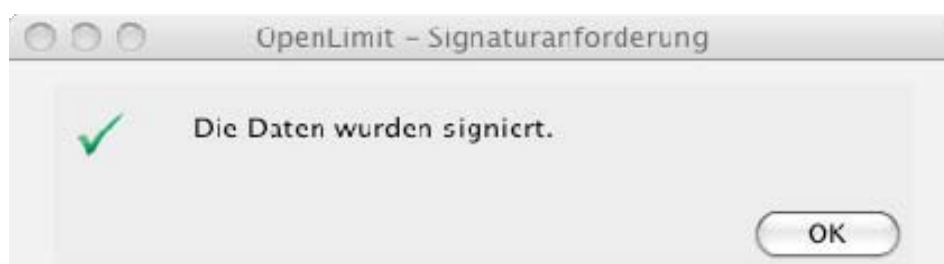 OpenLimit – Signaturanforderung
Die Daten wurden signiert.
OK